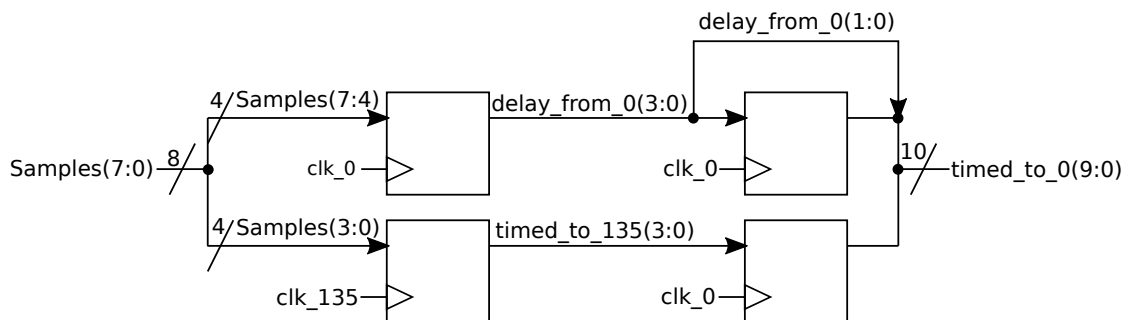 delay_from_0(1:0)
4 Samples(7:4) delay_from_0(3:0)
Samples(7:0) 8 clk_0 clk_0 10 timed_to_0(9:0)
4 Samples(3:0) timed_to_135(3:0)
clk_135 clk_0